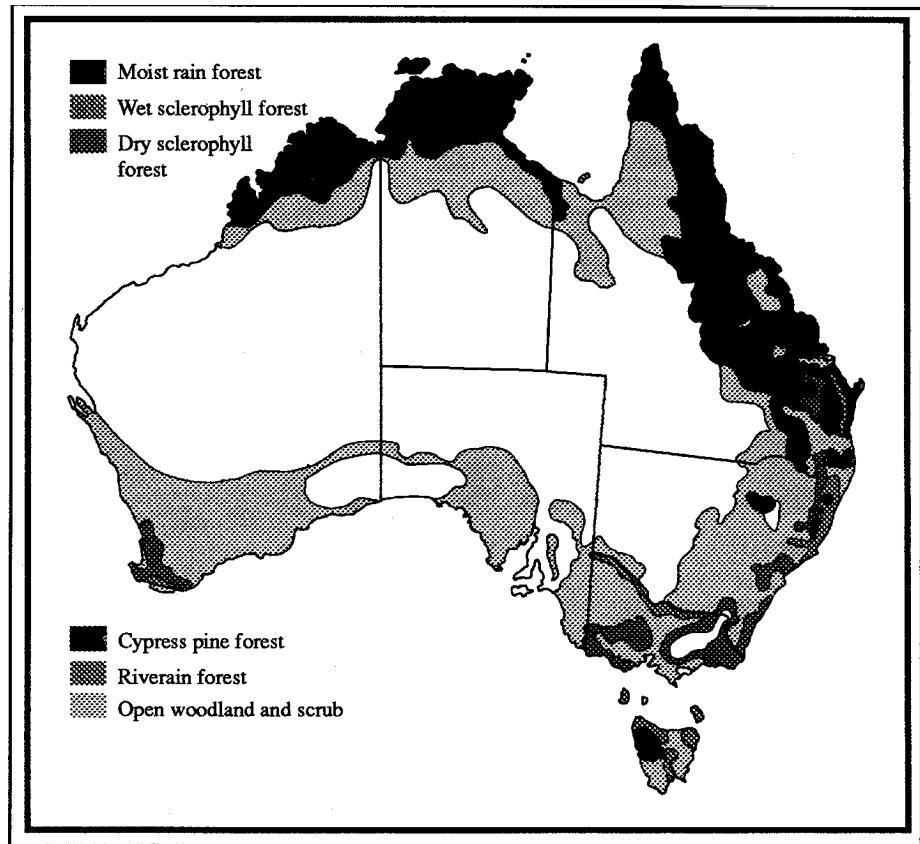 Moist rain forest
Wet sclerophyll forest
Dry sclerophyll
forest
Cypress pine forest
Riverain forest
Open woodland and scrub